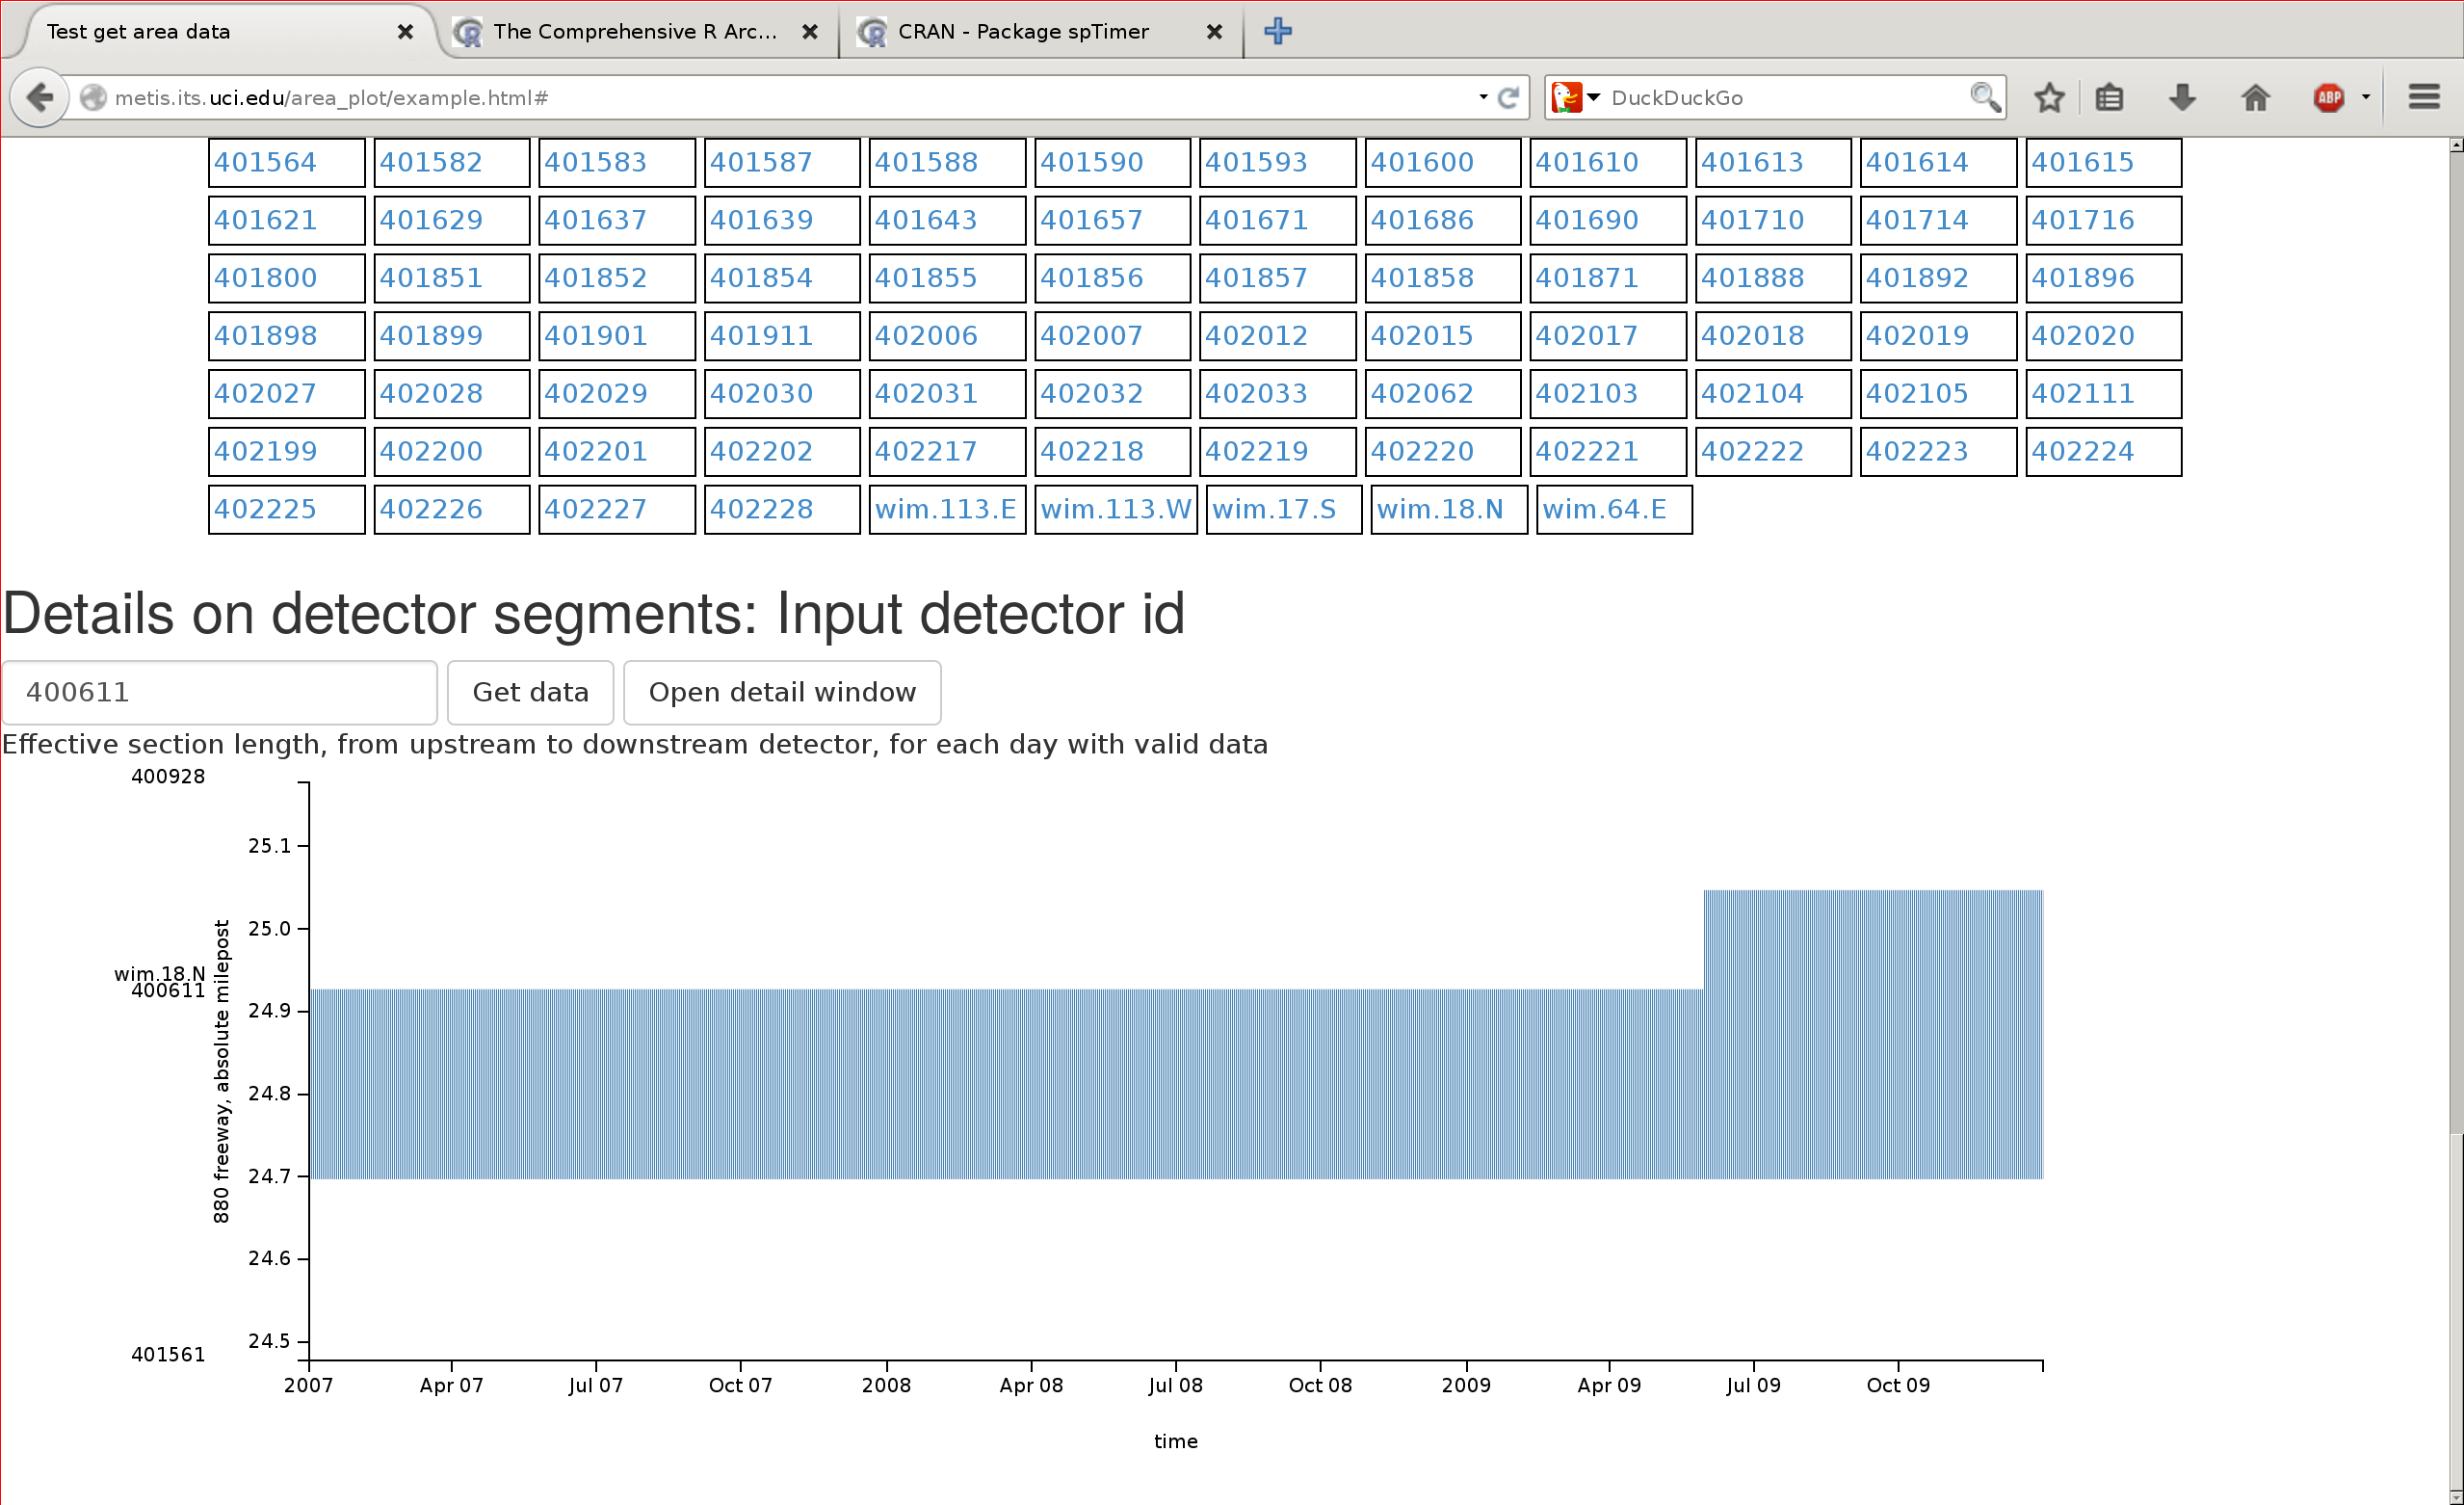 Test get area data
The Comprehensive R Arc...
CRAN - Package spTimer
metis.its.uci.edu/area_plot/example.html#
DuckDuckGo
ABP
401564 401582 401583 401587 401588 401590 401593 401600 401610 401613 401614 401615
401621 401629 401637 401639 401643 401657 401671 401686 401690 401710 401714 401716
401800 401851 401852 401854 401855 401856 401857 401858 401871 401888 401892 401896
401898 401899 401901 401911 402006 402007 402012 402015 402017 402018 402019 402020
402027 402028 402029 402030 402031 402032 402033 402062 402103 402104 402105 402111
402199 402200 402201 402202 402217 402218 402219 402220 402221 402222 402223 402224
402225 402226 402227 402228 wim.113.E wim.113.W wim.17.S wim.18.N wim.64.E
Details on detector segments: Input detector id
400611 Get data Open detail window
Effective section length, from upstream to downstream detector, for each day with valid data
400928
25.1
25.0
wim.18.N
400611
24.9
24.8
24.7
24.6
24.5
401561
880 freeway, absolute milepost
2007 Apr 07 Jul 07 Oct 07 2008 Apr 08 Jul 08 Oct 08 2009 Apr 09 Jul 09 Oct 09
time